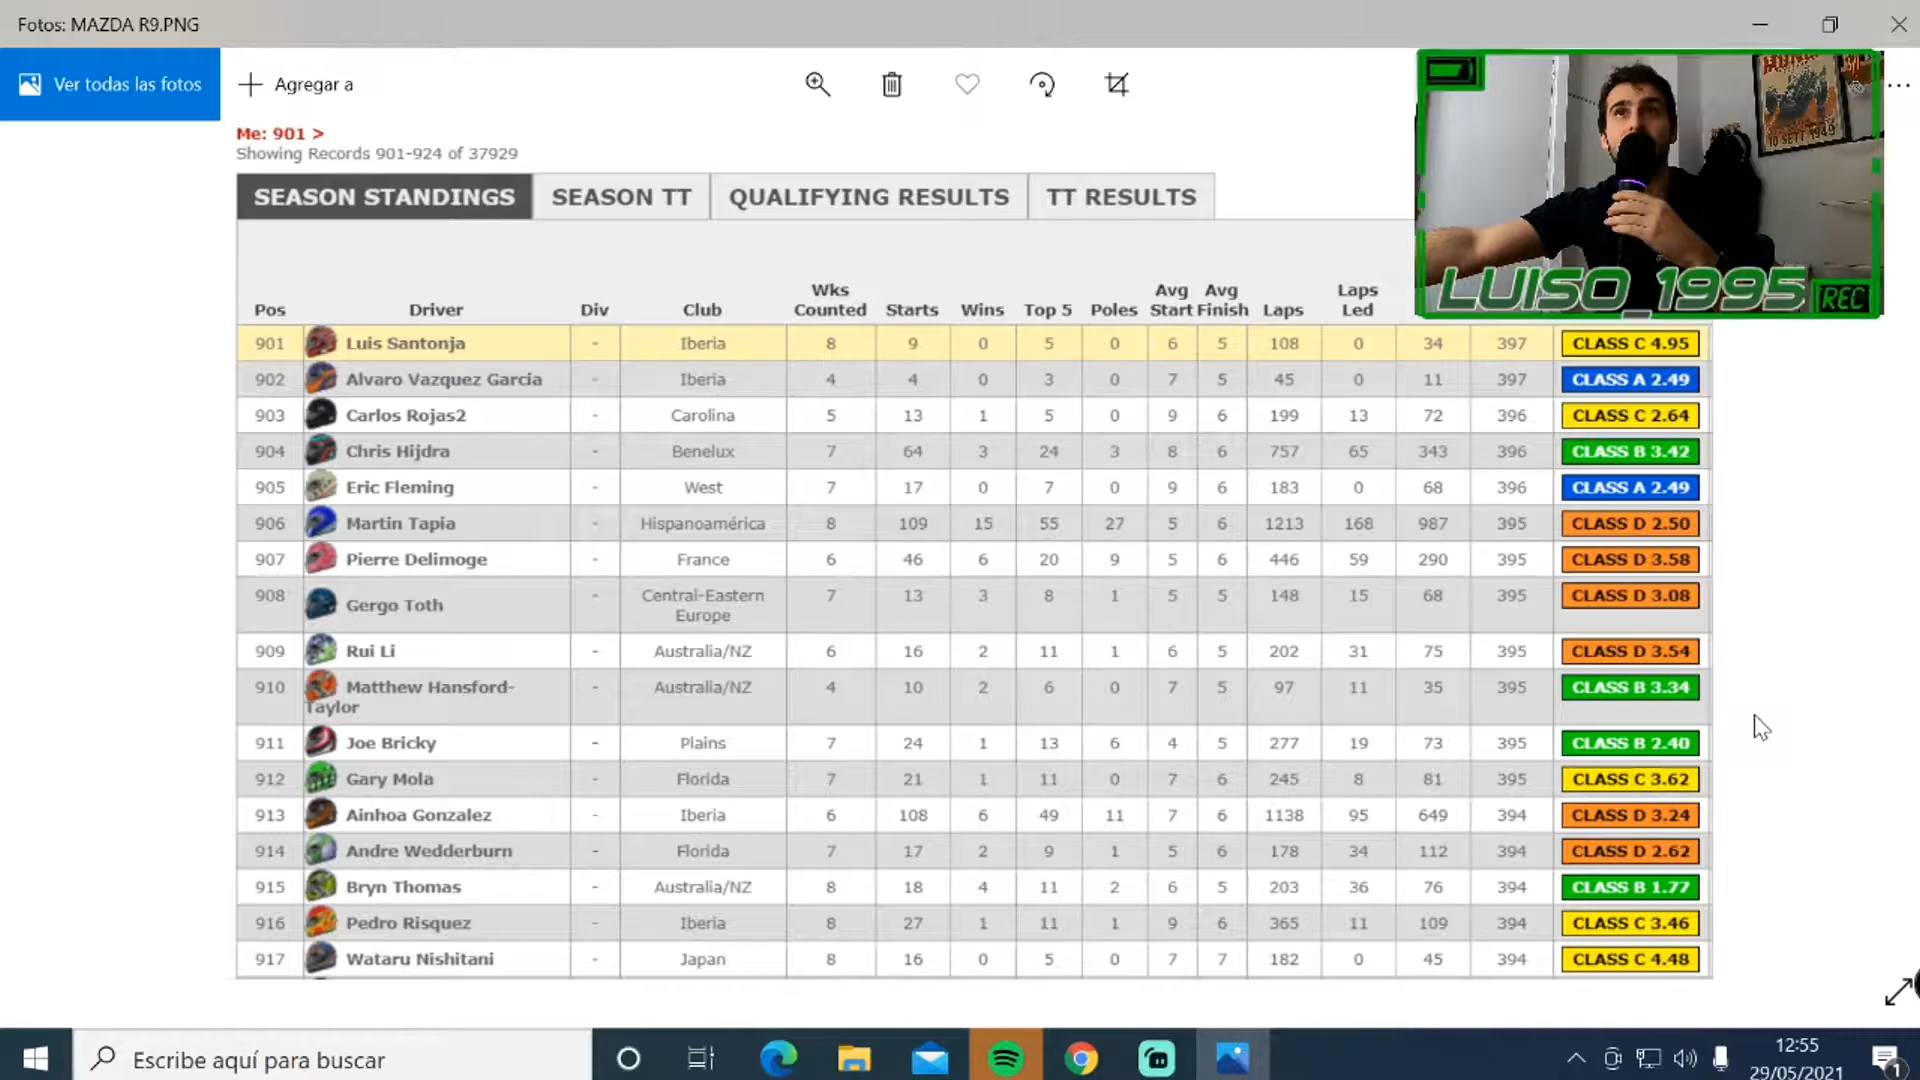 Fotos: MAZDA R9.PNG
Ver todas las fotos
Agregar a
Me: 901 >
Showing Records 901-924 of 37929
SEASON STANDINGS SEASON TT QUALIFYING RESULTS TT RESULTS
LUISO_1995 REC
Pos Driver Div Club Wks Counted Starts Wins Top 5 Poles Avg Start Avg Finish Laps Laps Led
901 Luis Santonja - Iberia 8 9 0 5 0 6 5 108 0 34 397 CLASS C 4.95
902 Alvaro Vazquez Garcia - Iberia 4 4 0 3 0 7 5 45 0 11 397 CLASS A 2.49
903 Carlos Rojas2 - Carolina 5 13 1 5 0 9 6 199 13 72 396 CLASS C 2.64
904 Chris Hijdra - Benelux 7 64 3 24 3 8 6 757 65 343 396 CLASS B 3.42
905 Eric Fleming - West 7 17 0 7 0 9 6 183 0 68 396 CLASS A 2.49
906 Martin Tapia - Hispanoamérica 8 109 15 55 27 5 6 1213 168 987 395 CLASS D 2.50
907 Pierre Delimoge - France 6 46 6 20 9 5 6 446 59 290 395 CLASS D 3.58
908 Gergo Toth - Central-Eastern Europe 7 13 3 8 1 5 5 148 15 68 395 CLASS D 3.08
909 Rui Li - Australia/NZ 6 16 2 11 1 6 5 202 31 75 395 CLASS D 3.54
910 Matthew Hansford-Taylor - Australia/NZ 4 10 2 6 0 7 5 97 11 35 395 CLASS B 3.34
911 Joe Bricky - Plains 7 24 1 13 6 4 5 277 19 73 395 CLASS B 2.40
912 Gary Mola - Florida 7 21 1 11 0 7 6 245 8 81 395 CLASS C 3.62
913 Ainhoa Gonzalez - Iberia 6 108 6 49 11 7 6 1138 95 649 394 CLASS D 3.24
914 Andre Wedderburn - Florida 7 17 2 9 1 5 6 178 34 112 394 CLASS D 2.62
915 Bryn Thomas - Australia/NZ 8 18 4 11 2 6 5 203 36 76 394 CLASS B 1.77
916 Pedro Risquez - Iberia 8 27 1 11 1 9 6 365 11 109 394 CLASS C 3.46
917 Wataru Nishitani - Japan 8 16 0 5 0 7 7 182 0 45 394 CLASS C 4.48
Escribe aquí para buscar
12:55
29/05/2021
1